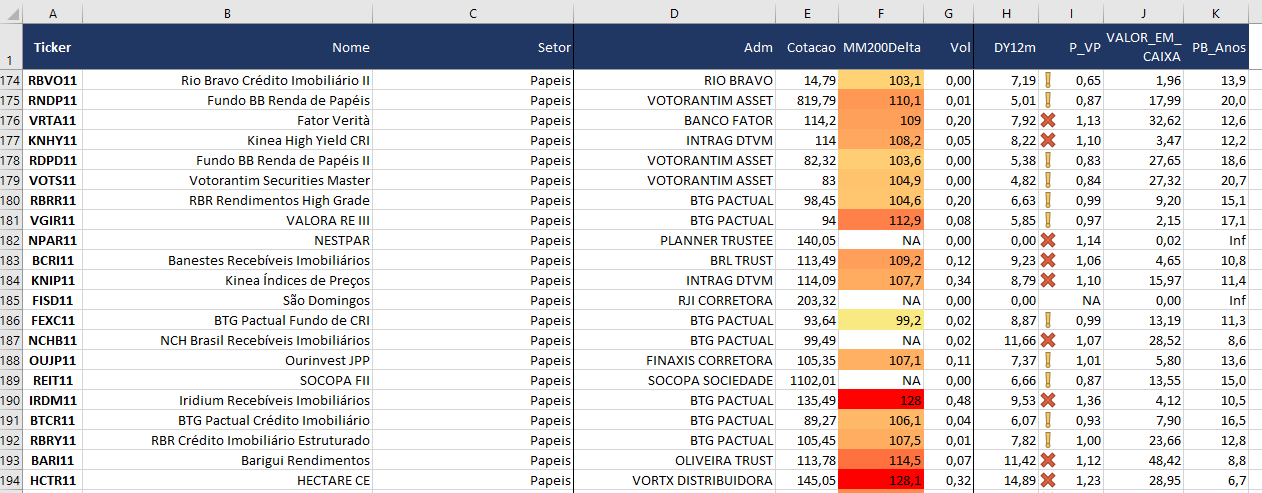 A B C D E F G H I J K
1 Ticker Nome Setor Adm Cotacao MM200Delta Vol DY12m P_VP VALOR_EM_CAIXA PB_Anos
174 RBVO11 Rio Bravo Crédito Imobiliário II Papeis RIO BRAVO 14,79 103,1 0,00 7,19 0,65 1,96 13,9
175 RNDP11 Fundo BB Renda de Papéis Papeis VOTORANTIM ASSET 819,79 110,1 0,01 5,01 0,87 17,99 20,0
176 VRTA11 Fator Verità Papeis BANCO FATOR 114,2 109 0,20 7,92 1,13 32,62 12,6
177 KNHY11 Kinea High Yield CRI Papeis INTRAG DTVM 114 108,2 0,05 8,22 1,10 3,47 12,2
178 RDPD11 Fundo BB Renda de Papéis II Papeis VOTORANTIM ASSET 82,32 103,6 0,00 5,38 0,83 27,65 18,6
179 VOTS11 Votorantim Securities Master Papeis VOTORANTIM ASSET 83 104,9 0,00 4,82 0,84 27,32 20,7
180 RBRR11 RBR Rendimentos High Grade Papeis BTG PACTUAL 98,45 104,6 0,20 6,63 0,99 9,20 15,1
181 VGIR11 VALORA RE III Papeis BTG PACTUAL 94 112,9 0,08 5,85 0,97 2,15 17,1
182 NPAR11 NESTPAR Papeis PLANNER TRUSTEE 140,05 NA 0,00 0,00 1,14 0,02 Inf
183 BCRI11 Banestes Recebíveis Imobiliários Papeis BRL TRUST 113,49 109,2 0,12 9,23 1,06 4,65 10,8
184 KNIP11 Kinea Índices de Preços Papeis INTRAG DTVM 114,09 107,7 0,34 8,79 1,10 15,97 11,4
185 FISD11 São Domingos Papeis RJI CORRETORA 203,32 NA 0,00 0,00 NA 0,00 Inf
186 FEXC11 BTG Pactual Fundo de CRI Papeis BTG PACTUAL 93,64 99,2 0,02 8,87 0,99 13,19 11,3
187 NCHB11 NCH Brasil Recebíveis Imobiliários Papeis BTG PACTUAL 99,49 NA 0,02 11,66 1,07 28,52 8,6
188 OUJP11 Ourinvest JPP Papeis FINAXIS CORRETORA 105,35 107,1 0,11 7,37 1,01 5,80 13,6
189 REIT11 SOCOPA FII Papeis SOCOPA SOCIEDADE 1102,01 NA 0,00 6,66 0,87 13,55 15,0
190 IRDM11 Iridium Recebíveis Imobiliários Papeis BTG PACTUAL 135,49 128 0,48 9,53 1,36 4,12 10,5
191 BTCR11 BTG Pactual Crédito Imobiliário Papeis BTG PACTUAL 89,27 106,1 0,04 6,07 0,93 7,90 16,5
192 RBRY11 RBR Crédito Imobiliário Estruturado Papeis BTG PACTUAL 105,45 107,5 0,01 7,82 1,00 23,66 12,8
193 BARI11 Barigui Rendimentos Papeis OLIVEIRA TRUST 113,78 114,5 0,07 11,42 1,12 48,42 8,8
194 HCTR11 HECTARE CE Papeis VORTX DISTRIBUIDORA 145,05 128,1 0,32 14,89 1,23 28,95 6,7